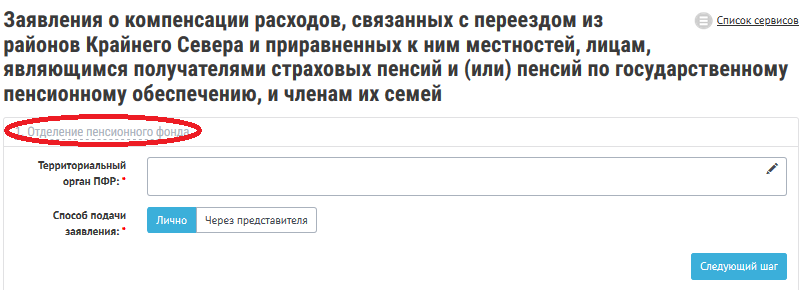 Заявления о компенсации расходов, связанных с переездом из
Список сервисов
районов Крайнего Севера и приравненных к ним местностей, лицам,
являющимся получателями страховых пенсий и (или) пенсий по государственному
пенсионному обеспечению, и членам их семей
Отделение пенсионного фонда
Территориальный
орган ПФР: *
Способ подачи
заявления: *
Лично Через представителя
Следующий шаг